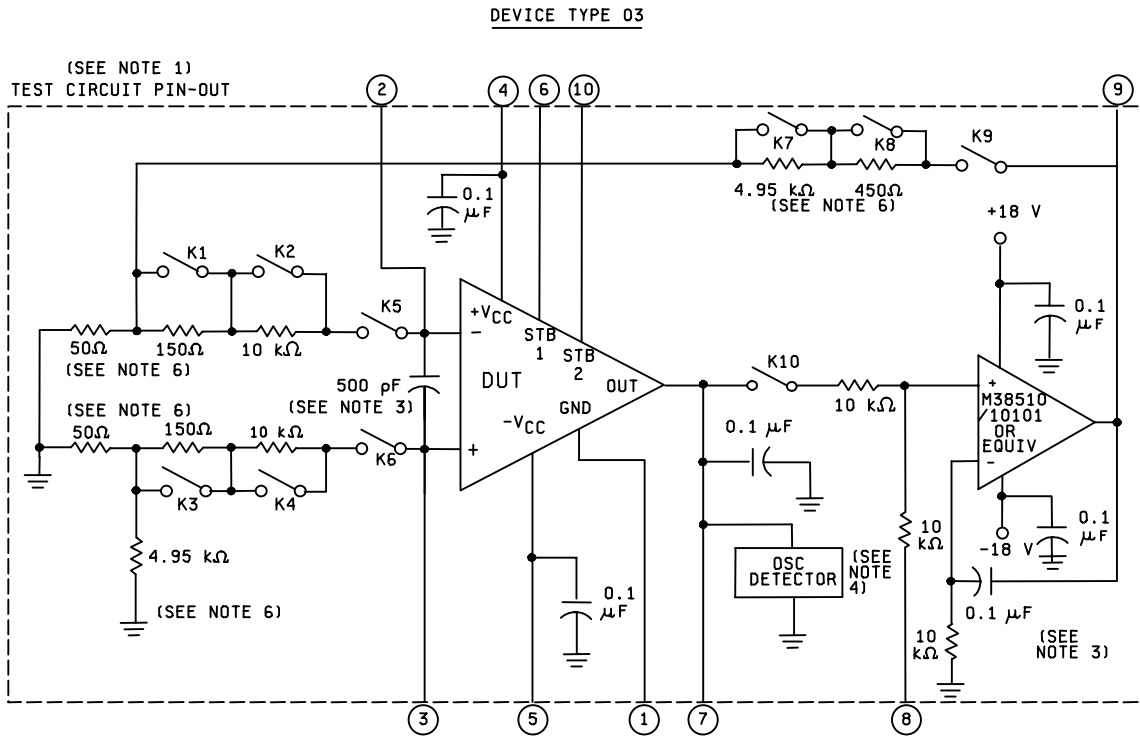 DEVICE TYPE 03
(SEE NOTE 1)
TEST CIRCUIT PIN-OUT
2
4
6
10
9
K7
K8
K9
4.95 kΩ
450Ω
(SEE NOTE 6)
0.1
μF
+18 V
K1
K2
K5
50Ω
150Ω
10 kΩ
(SEE NOTE 6)
+VCC
−
STB
1
STB
2
0.1
μF
500 pF
(SEE NOTE 3)
DUT
OUT
GND
-VCC
+
K10
10 kΩ
+
M38510
/10101
OR
EQUIV
−
(SEE NOTE 6)
50Ω
150Ω
10 kΩ
K6
K3
K4
0.1 μF
4.95 kΩ
(SEE NOTE 6)
0.1
μF
OSC
DETECTOR
(SEE
NOTE
4)
10
kΩ
-18 V
0.1
μF
0.1 μF
10
kΩ
(SEE
NOTE 3)
3
5
1
7
8